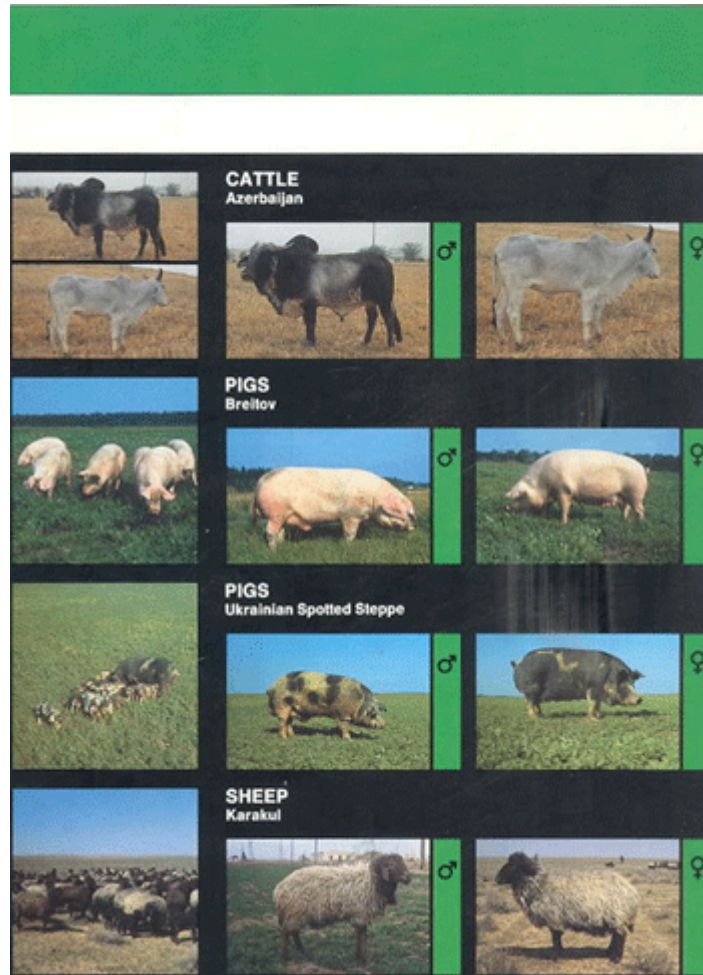 CATTLE
Azerbaijan
♂
♀
PIGS
Breitov
♂
♀
PIGS
Ukrainian Spotted Steppe
♂
♀
SHEEP
Karakul
♂
♀